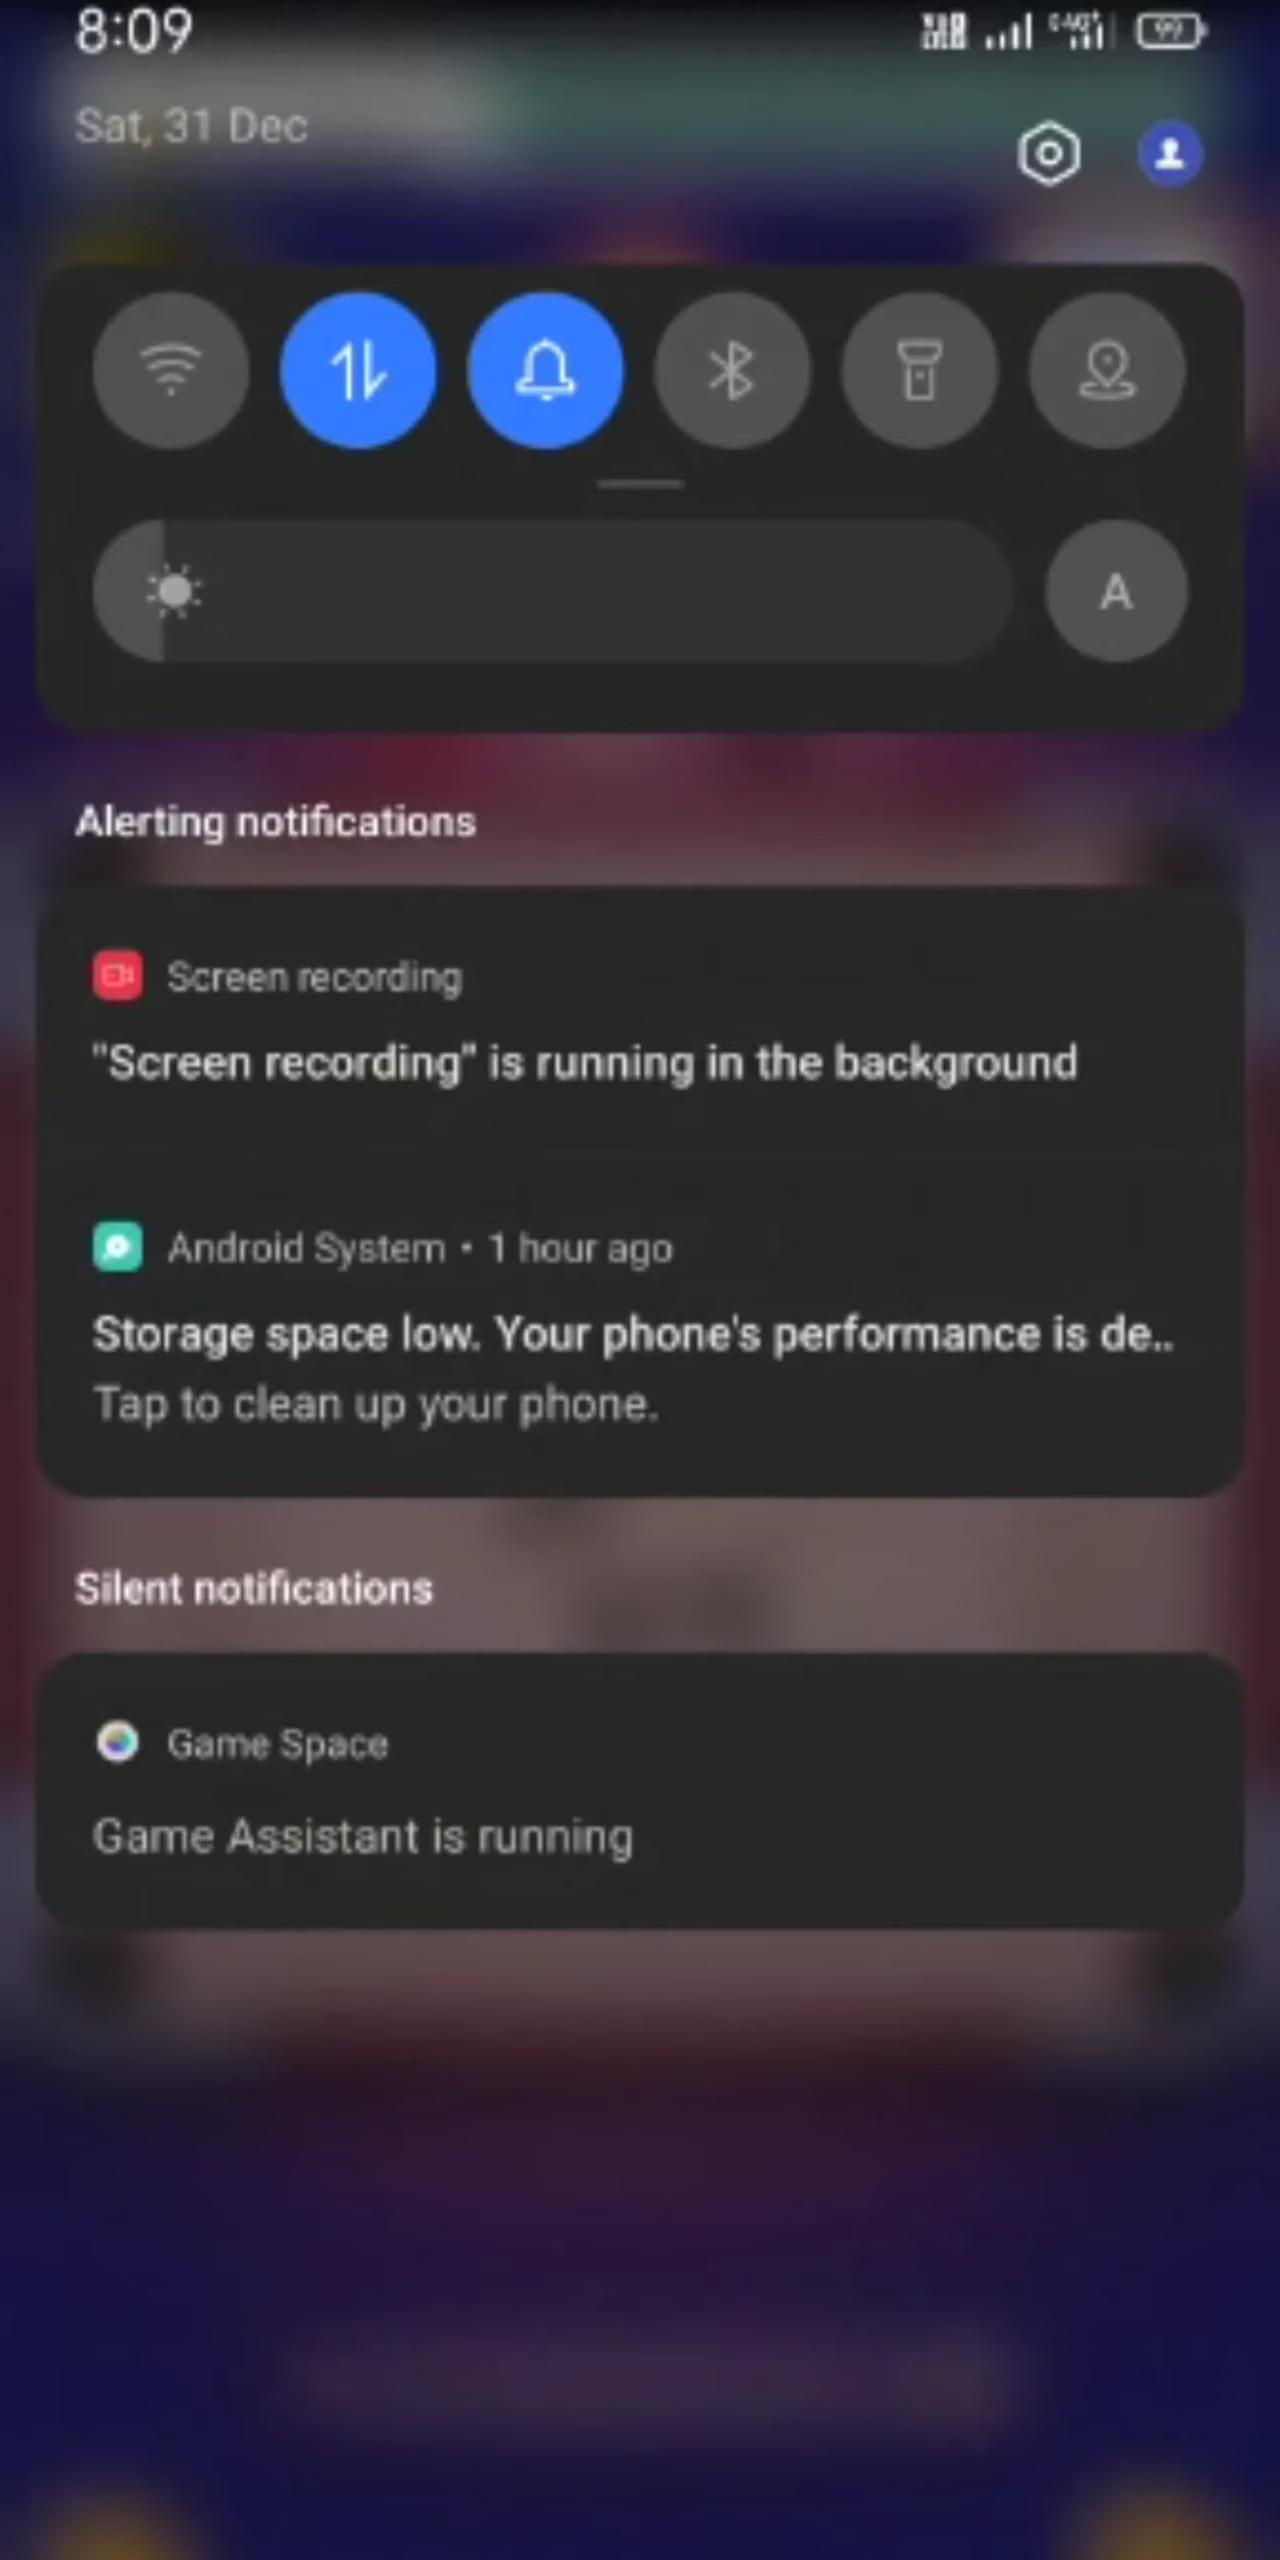 8:09
99
Sat, 31 Dec
A
Alerting notifications
Screen recording
"Screen recording" is running in the background
Android System • 1 hour ago
Storage space low. Your phone's performance is de..
Tap to clean up your phone.
Silent notifications
Game Space
Game Assistant is running